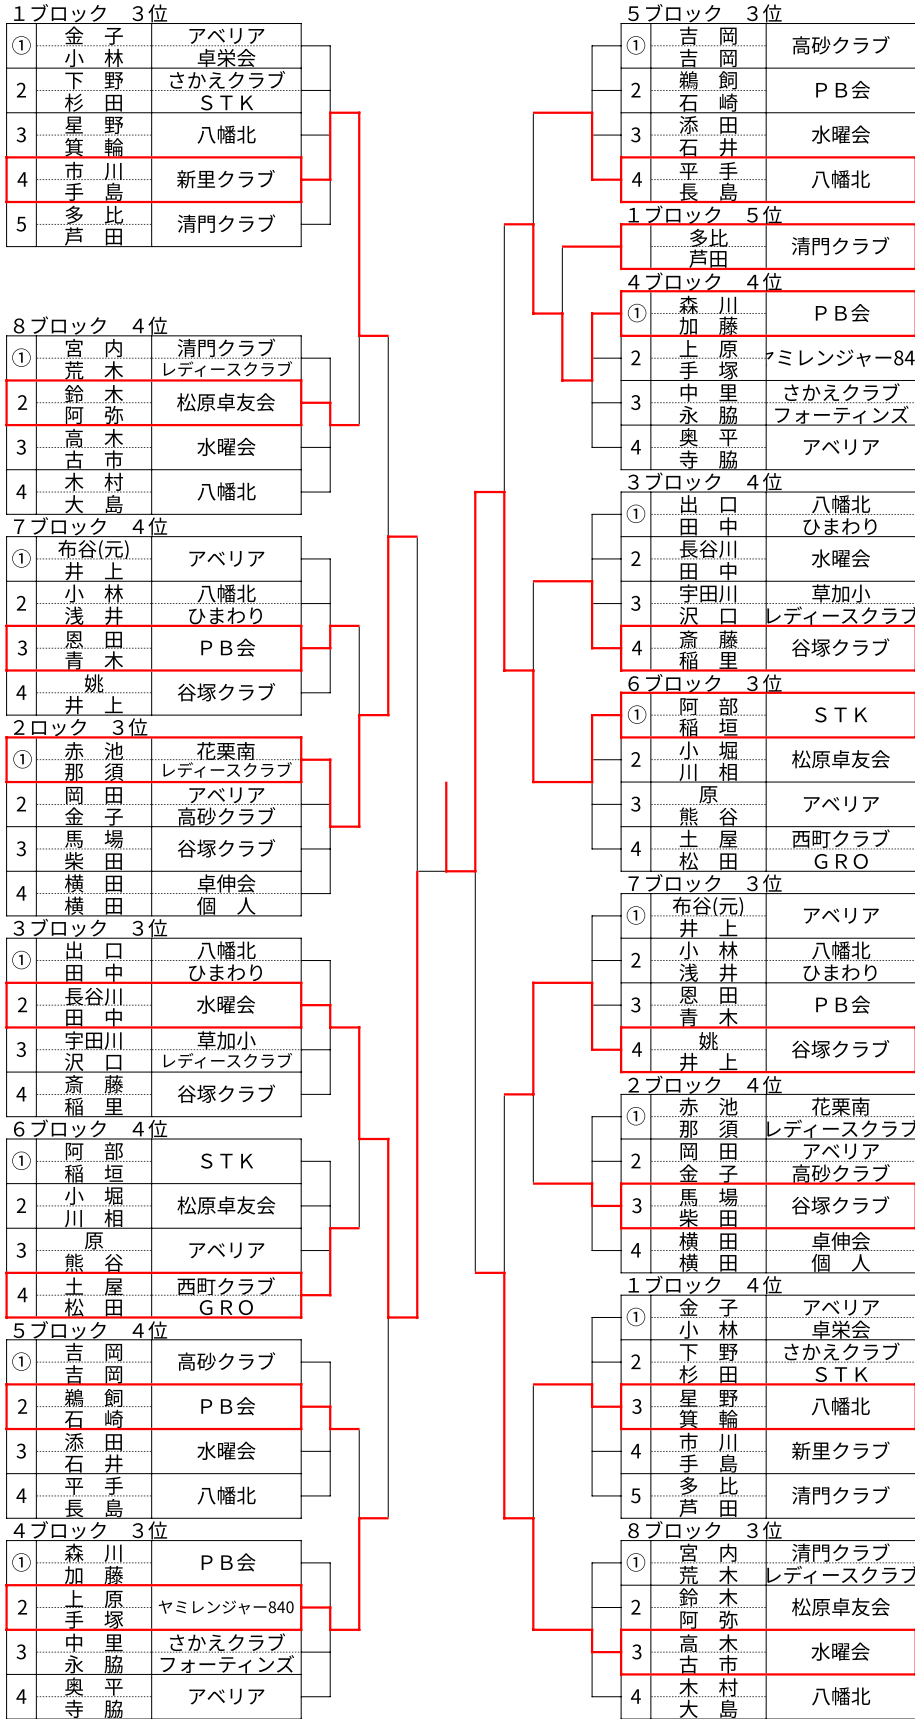 １ブロック　３位
① 金　子 アベリア
小　林 卓栄会
2 下　野 さかえクラブ
杉　田 ＳＴＫ
3 星　野 八幡北
箕　輪
4 市　川 新里クラブ
手　島
5 多　比 清門クラブ
芦　田
８ブロック　４位
① 宮　内 清門クラブ
荒　木 レディースクラブ
2 鈴　木 松原卓友会
阿　弥
3 高　木 水曜会
古　市
4 木　村 八幡北
大　島
７ブロック　４位
① 布谷(元) アベリア
井　上
2 小　林 八幡北
浅　井 ひまわり
3 恩　田 ＰＢ会
青　木
4 姚 谷塚クラブ
井　上
２ロック　３位
① 赤　池 花栗南
那　須 レディースクラブ
2 岡　田 アベリア
金　子 高砂クラブ
3 馬　場 谷塚クラブ
柴　田
4 横　田 卓伸会
横　田 個　人
３ブロック　３位
① 出　口 八幡北
田　中 ひまわり
2 長谷川 水曜会
田　中
3 宇田川 草加小
沢　口 レディースクラブ
4 斎　藤 谷塚クラブ
稲　里
６ブロック　４位
① 阿　部 ＳＴＫ
稲　垣
2 小　堀 松原卓友会
川　相
3 原 アベリア
熊　谷
4 土　屋 西町クラブ
松　田 ＧＲＯ
５ブロック　４位
① 吉　岡 高砂クラブ
吉　岡
2 鵜　飼 ＰＢ会
石　崎
3 添　田 水曜会
石　井
4 平　手 八幡北
長　島
４ブロック　３位
① 森　川 ＰＢ会
加　藤
2 上　原 ヤミレンジャー840
手　塚
3 中　里 さかえクラブ
永　脇 フォーティンズ
4 奥　平 アベリア
寺　脇
５ブロック　３位
① 吉　岡 高砂クラブ
吉　岡
2 鵜　飼 ＰＢ会
石　崎
3 添　田 水曜会
石　井
4 平　手 八幡北
長　島
１ブロック　５位
多比 清門クラブ
芦田
４ブロック　４位
① 森　川 ＰＢ会
加　藤
2 上　原 ヤミレンジャー84
手　塚
3 中　里 さかえクラブ
永　脇 フォーティンズ
4 奥　平 アベリア
寺　脇
３ブロック　４位
① 出　口 八幡北
田　中 ひまわり
2 長谷川 水曜会
田　中
3 宇田川 草加小
沢　口 レディースクラブ
4 斎　藤 谷塚クラブ
稲　里
６ブロック　３位
① 阿　部 ＳＴＫ
稲　垣
2 小　堀 松原卓友会
川　相
3 原 アベリア
熊　谷
4 土　屋 西町クラブ
松　田 ＧＲＯ
７ブロック　３位
① 布谷(元) アベリア
井　上
2 小　林 八幡北
浅　井 ひまわり
3 恩　田 ＰＢ会
青　木
4 姚 谷塚クラブ
井　上
２ブロック　４位
① 赤　池 花栗南
那　須 レディースクラブ
2 岡　田 アベリア
金　子 高砂クラブ
3 馬　場 谷塚クラブ
柴　田
4 横　田 卓伸会
横　田 個　人
１ブロック　４位
① 金　子 アベリア
小　林 卓栄会
2 下　野 さかえクラブ
杉　田 ＳＴＫ
3 星　野 八幡北
箕　輪
4 市　川 新里クラブ
手　島
5 多　比 清門クラブ
芦　田
８ブロック　３位
① 宮　内 清門クラブ
荒　木 レディースクラブ
2 鈴　木 松原卓友会
阿　弥
3 高　木 水曜会
古　市
4 木　村 八幡北
大　島